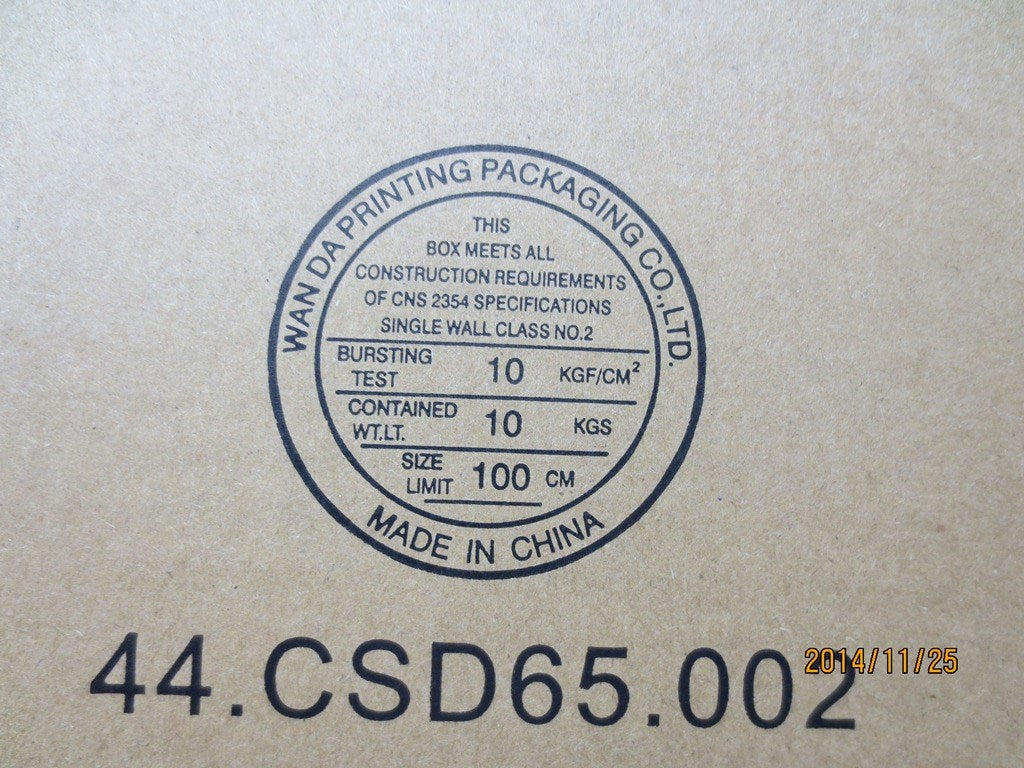 WAN DA PRINTING PACKAGING CO.,LTD.
THIS
BOX MEETS ALL
CONSTRUCTION REQUIREMENTS
OF CNS 2354 SPECIFICATIONS
SINGLE WALL CLASS NO.2
BURSTING TEST 10 KGF/CM²
CONTAINED WT.LT. 10 KGS
SIZE LIMIT 100 CM
MADE IN CHINA
44.CSD65.002
2014/11/25